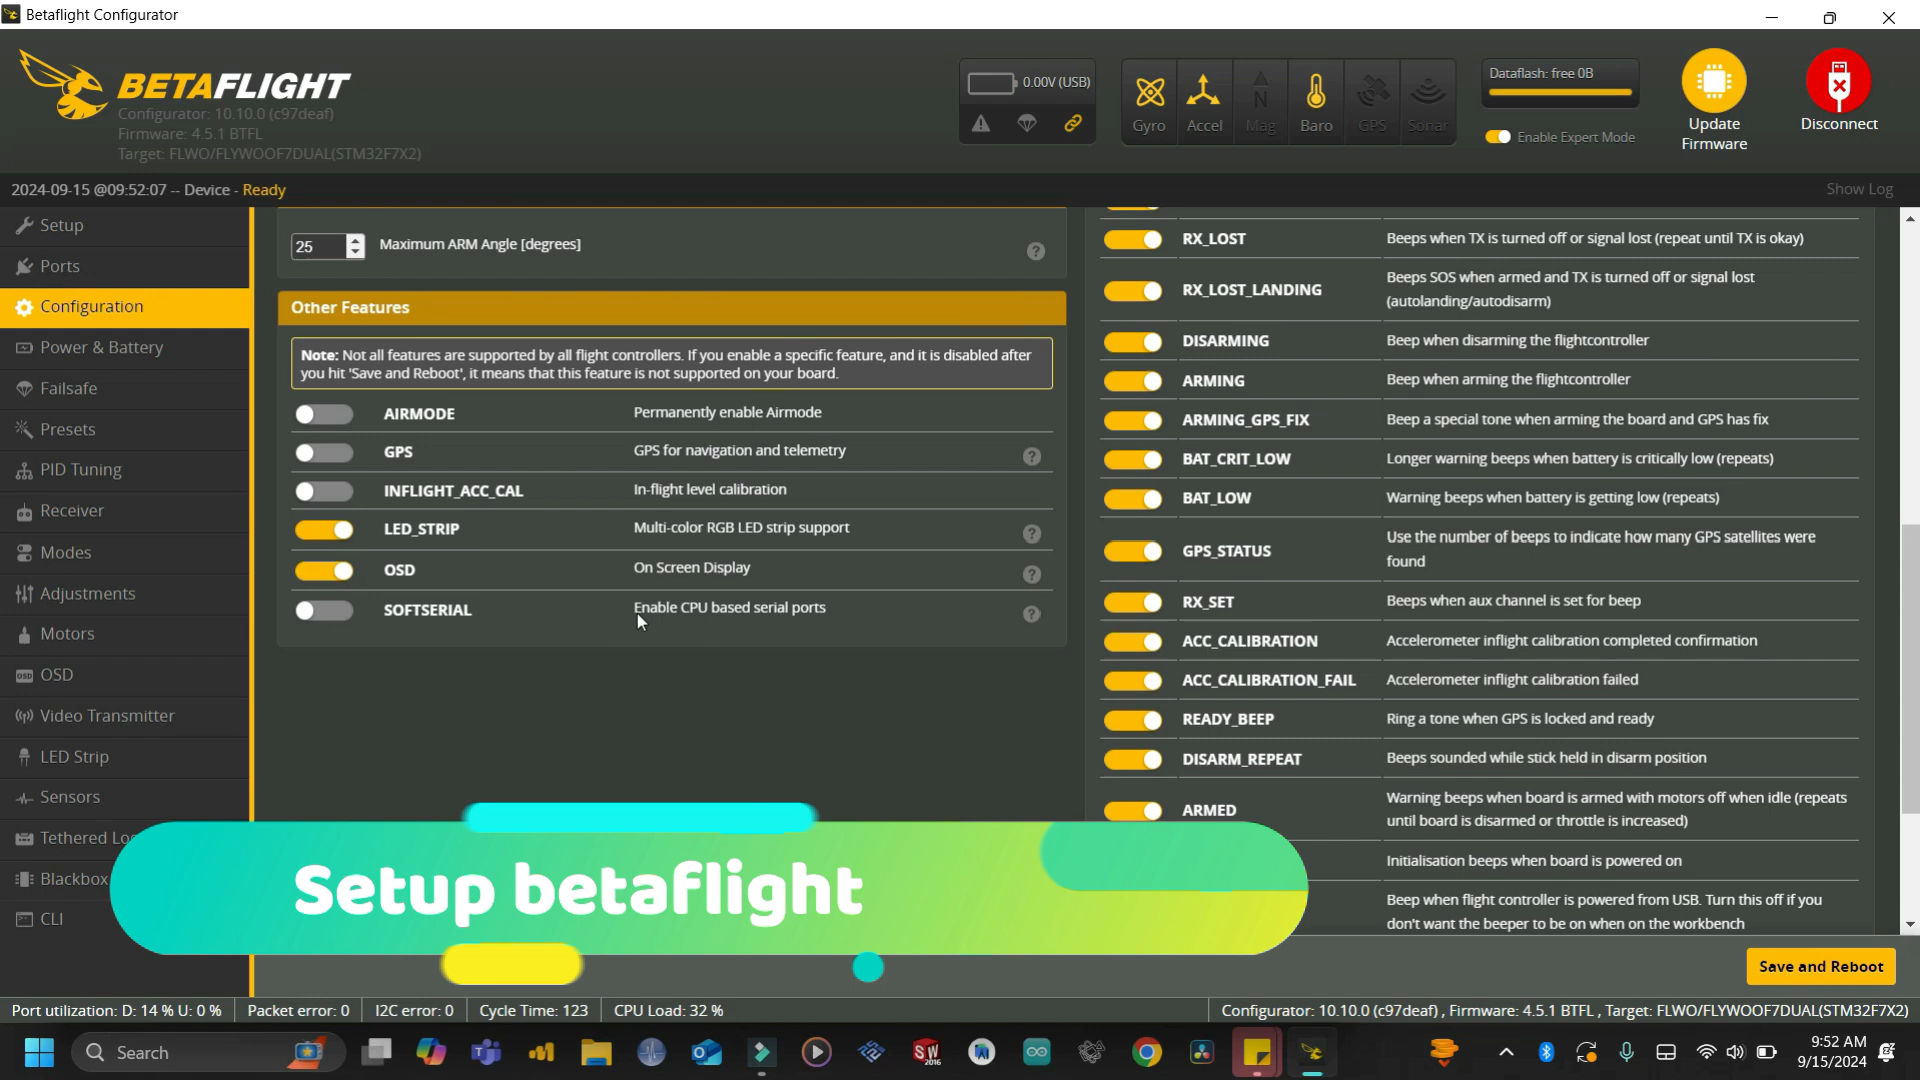 Betaflight Configurator
BETAFLIGHT
Configurator: 10.10.0 (c97deaf)
Firmware: 4.5.1 BTFL
Target: FLWO/FLYWOOF7DUAL(STM32F7X2)
0.00V (USB)
Gyro
Accel
N
Mag
Baro
GPS
Sonar
Dataflash: free 0B
Enable Expert Mode
Update
Firmware
Disconnect
2024-09-15 @09:52:07 -- Device - Ready
Show Log
Setup
Ports
Configuration
Power & Battery
Failsafe
Presets
PID Tuning
Receiver
Modes
Adjustments
Motors
OSD
Video Transmitter
LED Strip
Sensors
Tethered Lo
Blackbox
CLI
25 Maximum ARM Angle [degrees] ?
Other Features
Note: Not all features are supported by all flight controllers. If you enable a specific feature, and it is disabled after
you hit 'Save and Reboot', it means that this feature is not supported on your board.
AIRMODE Permanently enable Airmode
GPS GPS for navigation and telemetry ?
INFLIGHT_ACC_CAL In-flight level calibration
LED_STRIP Multi-color RGB LED strip support ?
OSD On Screen Display ?
SOFTSERIAL Enable CPU based serial ports ?
RX_LOST Beeps when TX is turned off or signal lost (repeat until TX is okay)
RX_LOST_LANDING Beeps SOS when armed and TX is turned off or signal lost
(autolanding/autodisarm)
DISARMING Beep when disarming the flightcontroller
ARMING Beep when arming the flightcontroller
ARMING_GPS_FIX Beep a special tone when arming the board and GPS has fix
BAT_CRIT_LOW Longer warning beeps when battery is critically low (repeats)
BAT_LOW Warning beeps when battery is getting low (repeats)
GPS_STATUS Use the number of beeps to indicate how many GPS satellites were
found
RX_SET Beeps when aux channel is set for beep
ACC_CALIBRATION Accelerometer inflight calibration completed confirmation
ACC_CALIBRATION_FAIL Accelerometer inflight calibration failed
READY_BEEP Ring a tone when GPS is locked and ready
DISARM_REPEAT Beeps sounded while stick held in disarm position
ARMED Warning beeps when board is armed with motors off when idle (repeats
until board is disarmed or throttle is increased)
Initialisation beeps when board is powered on
Beep when flight controller is powered from USB. Turn this off if you
don't want the beeper to be on when on the workbench
Setup betaflight
Save and Reboot
Port utilization: D: 14 % U: 0 % Packet error: 0 I2C error: 0 Cycle Time: 123 CPU Load: 32 %
Configurator: 10.10.0 (c97deaf) , Firmware: 4.5.1 BTFL , Target: FLWO/FLYWOOF7DUAL(STM32F7X2)
Search
SW
2016
9:52 AM
9/15/2024